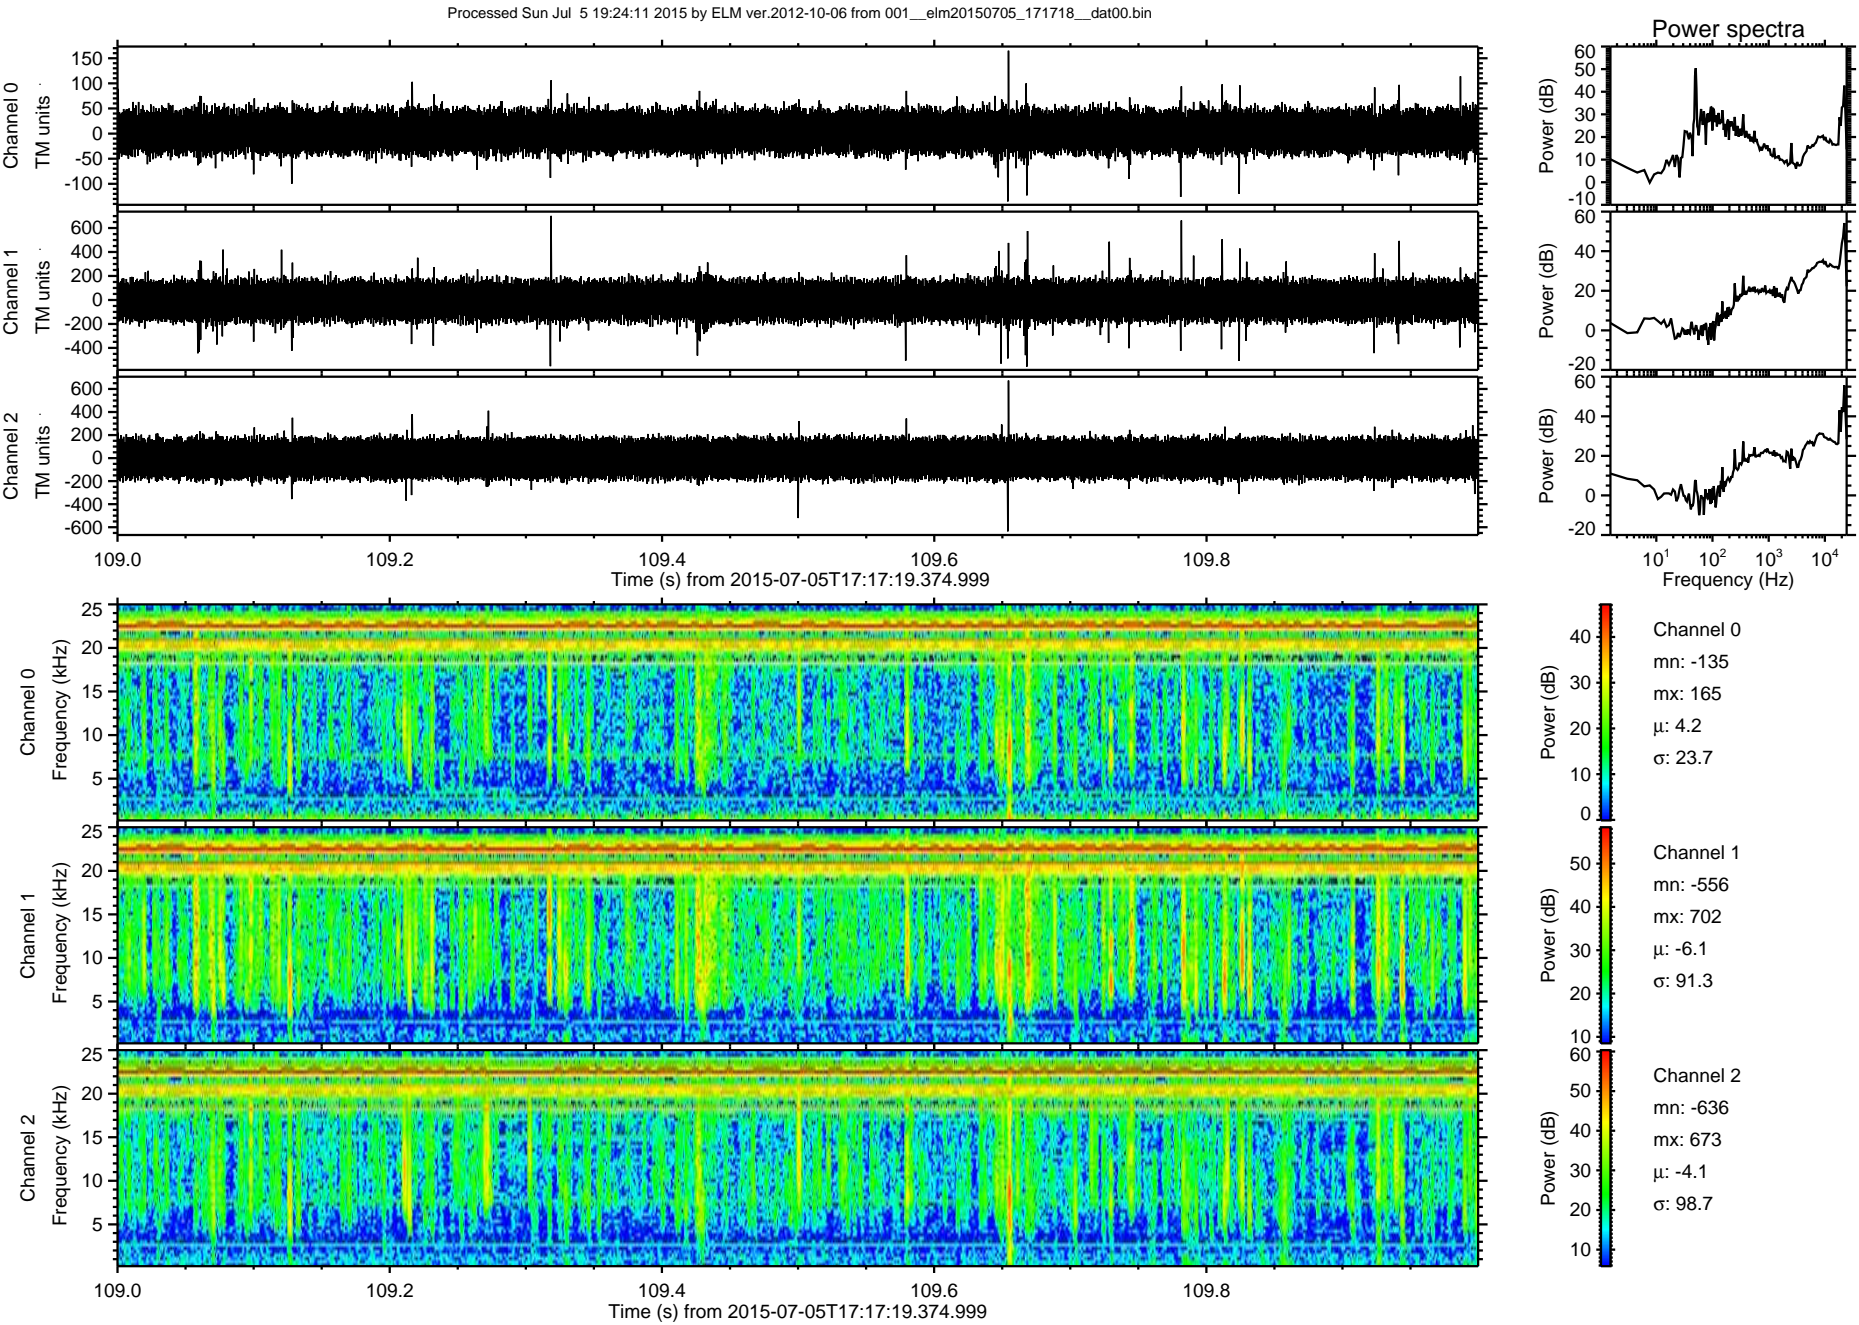 Processed Sun Jul  5 19:24:11 2015 by ELM ver.2012-10-06 from 001__elm20150705_171718__dat00.bin
Power spectra
Channel 0
TM units
150
100
50
0
-50
-100
Power (dB)
60
50
40
30
20
10
0
-10
Channel 1
TM units
600
400
200
0
-200
-400
Power (dB)
60
40
20
0
-20
Channel 2
TM units
600
400
200
0
-200
-400
-600
Power (dB)
60
40
20
0
-20
109.0 109.2 109.4 109.6 109.8
Time (s) from 2015-07-05T17:17:19.374.999
10^1 10^2 10^3 10^4
Frequency (Hz)
Channel 0
Frequency (kHz)
25
20
15
10
5
Power (dB)
40
30
20
10
0
Channel 0
mn: -135
mx: 165
μ: 4.2
σ: 23.7
Channel 1
Frequency (kHz)
25
20
15
10
5
Power (dB)
50
40
30
20
10
Channel 1
mn: -556
mx: 702
μ: -6.1
σ: 91.3
Channel 2
Frequency (kHz)
25
20
15
10
5
Power (dB)
60
50
40
30
20
10
Channel 2
mn: -636
mx: 673
μ: -4.1
σ: 98.7
109.0 109.2 109.4 109.6 109.8
Time (s) from 2015-07-05T17:17:19.374.999